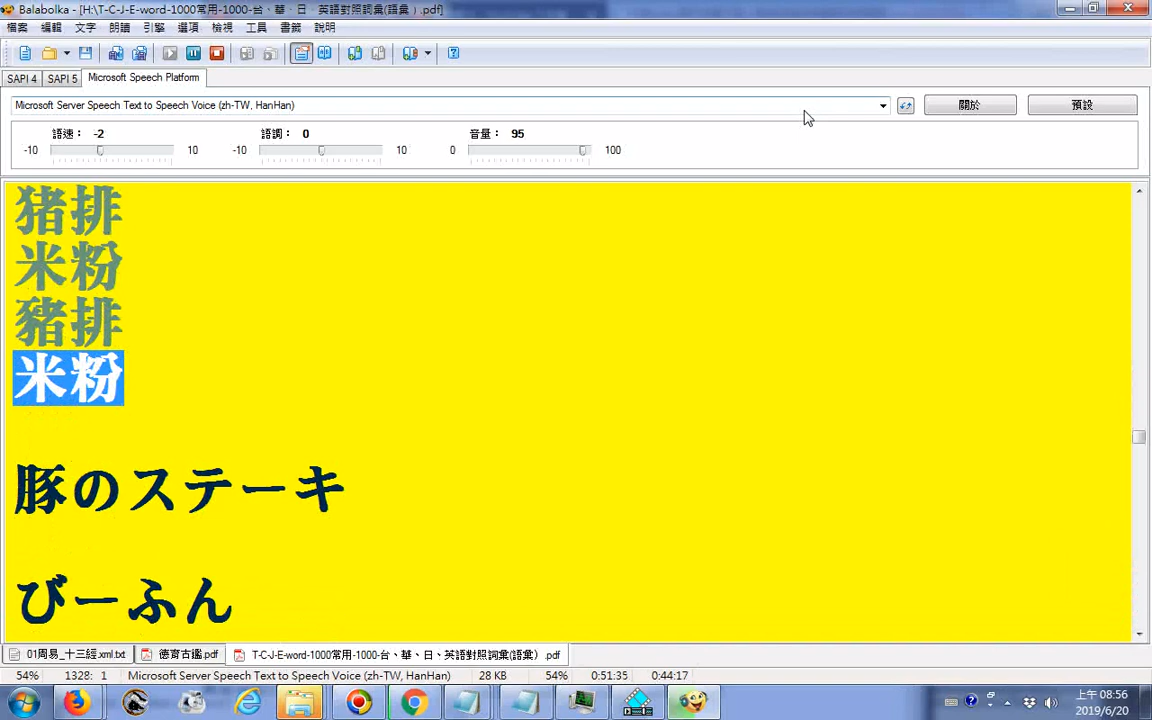 Balabolka - [H:\T-C-J-E-word-1000常用-1000-台、華、日、英語對照詞彙(語彙).pdf]
檔案 編輯 文字 朗讀 引擎 選項 檢視 工具 書籤 說明
SAPI 4 SAPI 5 Microsoft Speech Platform
Microsoft Server Speech Text to Speech Voice (zh-TW, HanHan) 關於 預設
語速： -2 語調： 0 音量： 95
-10 10 -10 10 0 100
猪排
米粉
豬排
米粉
豚のステーキ
びーふん
01周易_十三經.xml.txt 德育古鑑.pdf T-C-J-E-word-1000常用-1000-台、華、日、英語對照詞彙(語彙) .pdf
54% 1328: 1 Microsoft Server Speech Text to Speech Voice (zh-TW, HanHan) 28 KB 54% 0:51:35 0:44:17
上午 08:56
2019/6/20